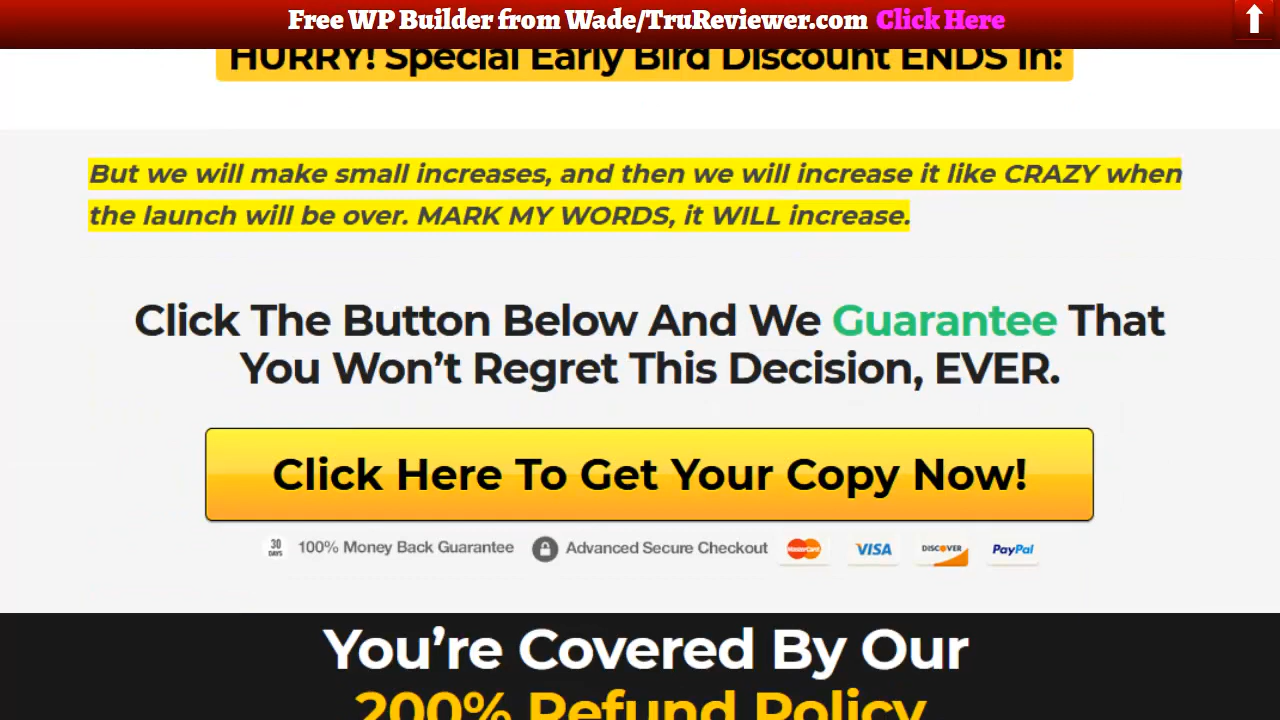 Free WP Builder from Wade/TruReviewer.com Click Here
HURRY! Special Early Bird Discount ENDS In:
But we will make small increases, and then we will increase it like CRAZY when
the launch will be over. MARK MY WORDS, it WILL increase.
Click The Button Below And We Guarantee That
You Won't Regret This Decision, EVER.
Click Here To Get Your Copy Now!
30 DAYS 100% Money Back Guarantee Advanced Secure Checkout MasterCard VISA DISCOVER PayPal
You're Covered By Our
200% Refund Policy